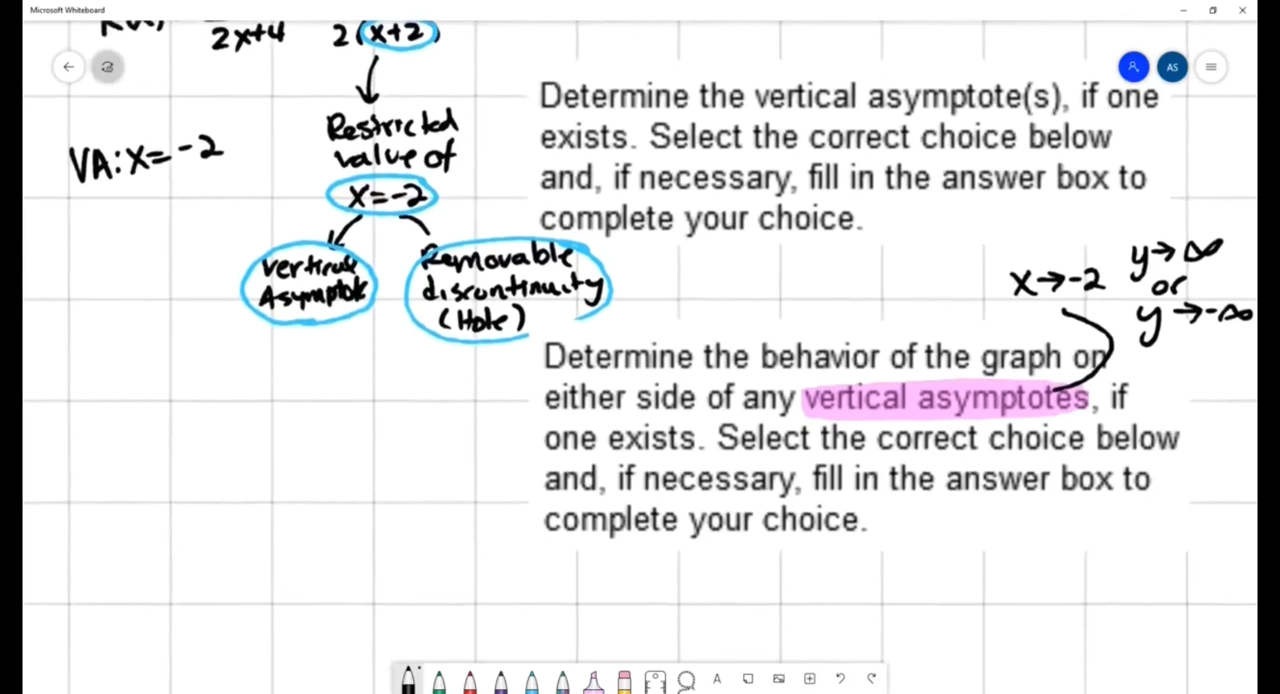 Microsoft Whiteboard
2x+4 2(x+2)
AS
Restricted
value of
x=-2
VA: x=-2
Vertical
Asymptote
Removable
discontinuity
(Hole)
Determine the vertical asymptote(s), if one
exists. Select the correct choice below
and, if necessary, fill in the answer box to
complete your choice.
x→-2
y→∞
or
y→-∞
Determine the behavior of the graph on
either side of any vertical asymptotes, if
one exists. Select the correct choice below
and, if necessary, fill in the answer box to
complete your choice.
A